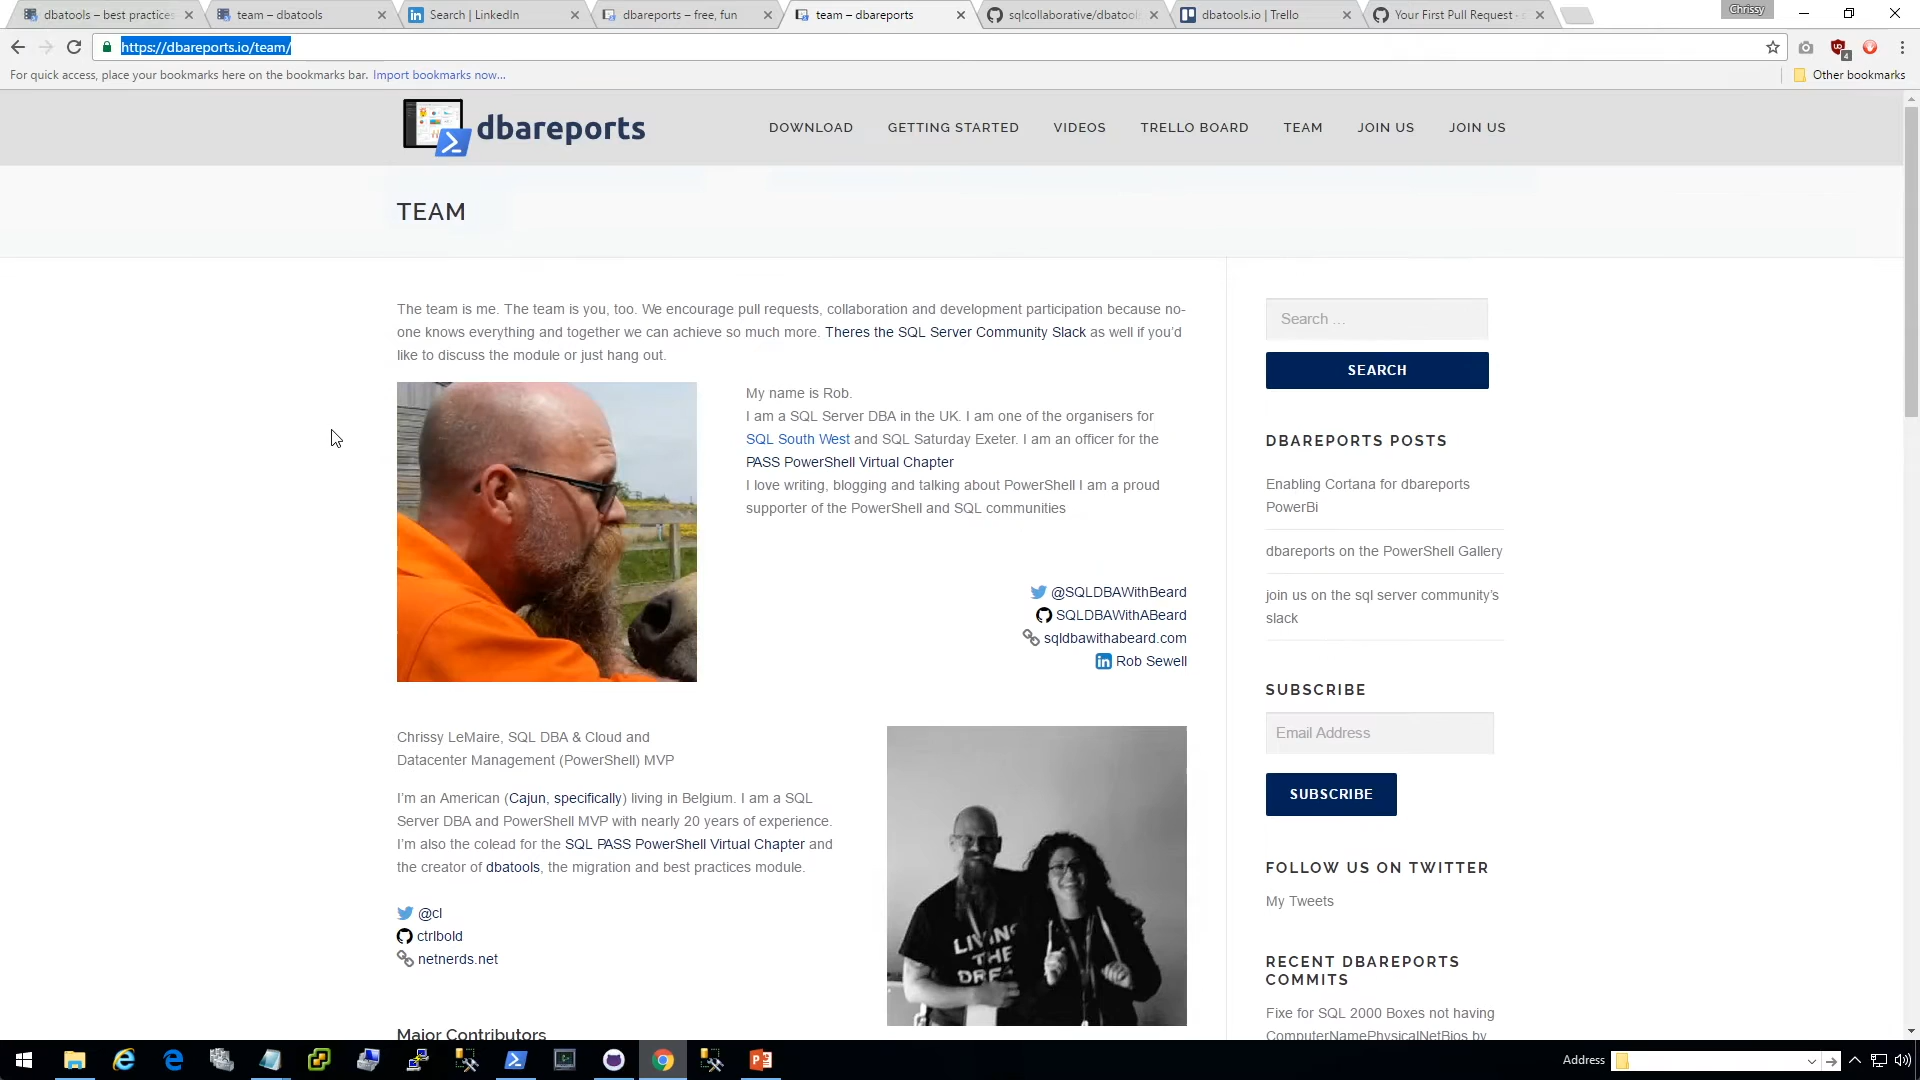 dbatools – best practices
team – dbatools
Search | LinkedIn
dbareports – free, fun
team – dbareports
sqlcollaborative/dbatool
dbatools.io | Trello
Your First Pull Request - s
Chrissy
https://dbareports.io/team/
4
For quick access, place your bookmarks here on the bookmarks bar. Import bookmarks now...
Other bookmarks
dbareports
DOWNLOAD
GETTING STARTED
VIDEOS
TRELLO BOARD
TEAM
JOIN US
JOIN US
TEAM
The team is me. The team is you, too. We encourage pull requests, collaboration and development participation because no-
one knows everything and together we can achieve so much more. Theres the SQL Server Community Slack as well if you'd
like to discuss the module or just hang out.
My name is Rob.
I am a SQL Server DBA in the UK. I am one of the organisers for
SQL South West and SQL Saturday Exeter. I am an officer for the
PASS PowerShell Virtual Chapter
I love writing, blogging and talking about PowerShell I am a proud
supporter of the PowerShell and SQL communities
@SQLDBAWithBeard
SQLDBAWithABeard
sqldbawithabeard.com
Rob Sewell
Chrissy LeMaire, SQL DBA & Cloud and
Datacenter Management (PowerShell) MVP
I'm an American (Cajun, specifically) living in Belgium. I am a SQL
Server DBA and PowerShell MVP with nearly 20 years of experience.
I'm also the colead for the SQL PASS PowerShell Virtual Chapter and
the creator of dbatools, the migration and best practices module.
@cl
ctrlbold
netnerds.net
LIVING
THE
DREA
Major Contributors
Search …
SEARCH
DBAREPORTS POSTS
Enabling Cortana for dbareports
PowerBi
dbareports on the PowerShell Gallery
join us on the sql server community's
slack
SUBSCRIBE
Email Address
SUBSCRIBE
FOLLOW US ON TWITTER
My Tweets
RECENT DBAREPORTS
COMMITS
Fixe for SQL 2000 Boxes not having
ComputerNamePhysicalNetBios by
Address